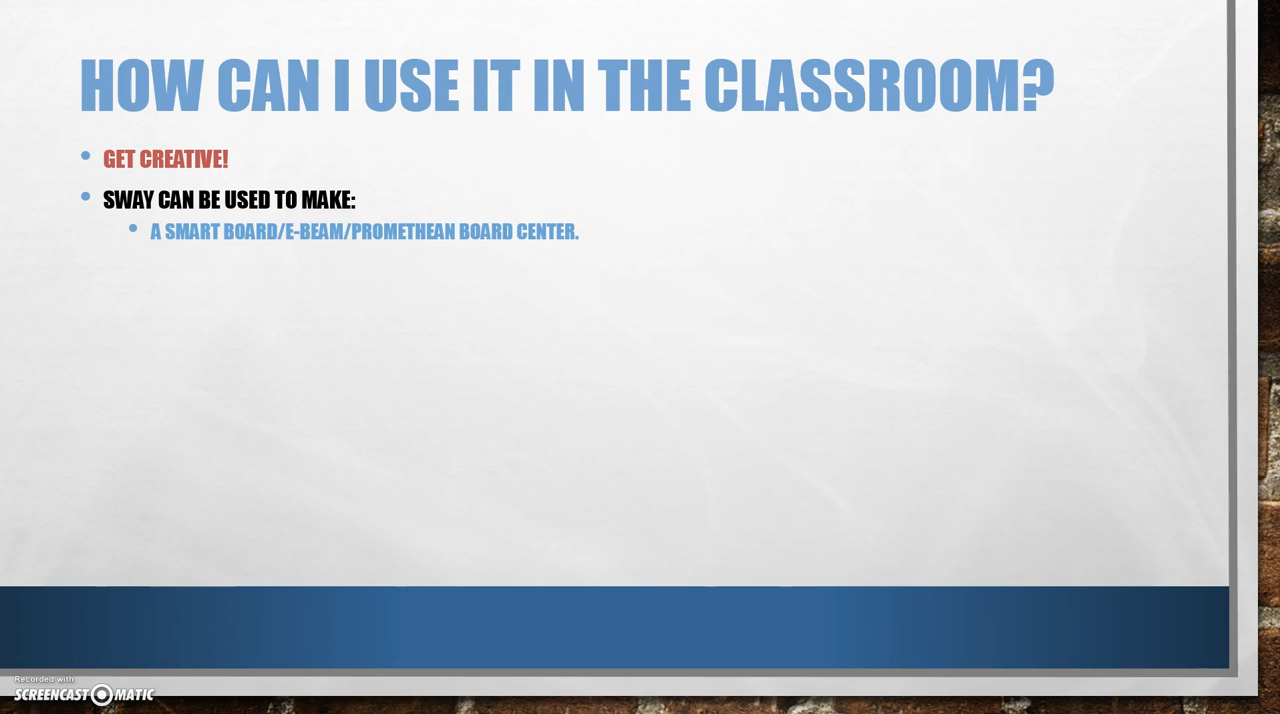 HOW CAN I USE IT IN THE CLASSROOM?
GET CREATIVE!
SWAY CAN BE USED TO MAKE:
A SMART BOARD/E-BEAM/PROMETHEAN BOARD CENTER.
Recorded with
SCREENCAST MATIC